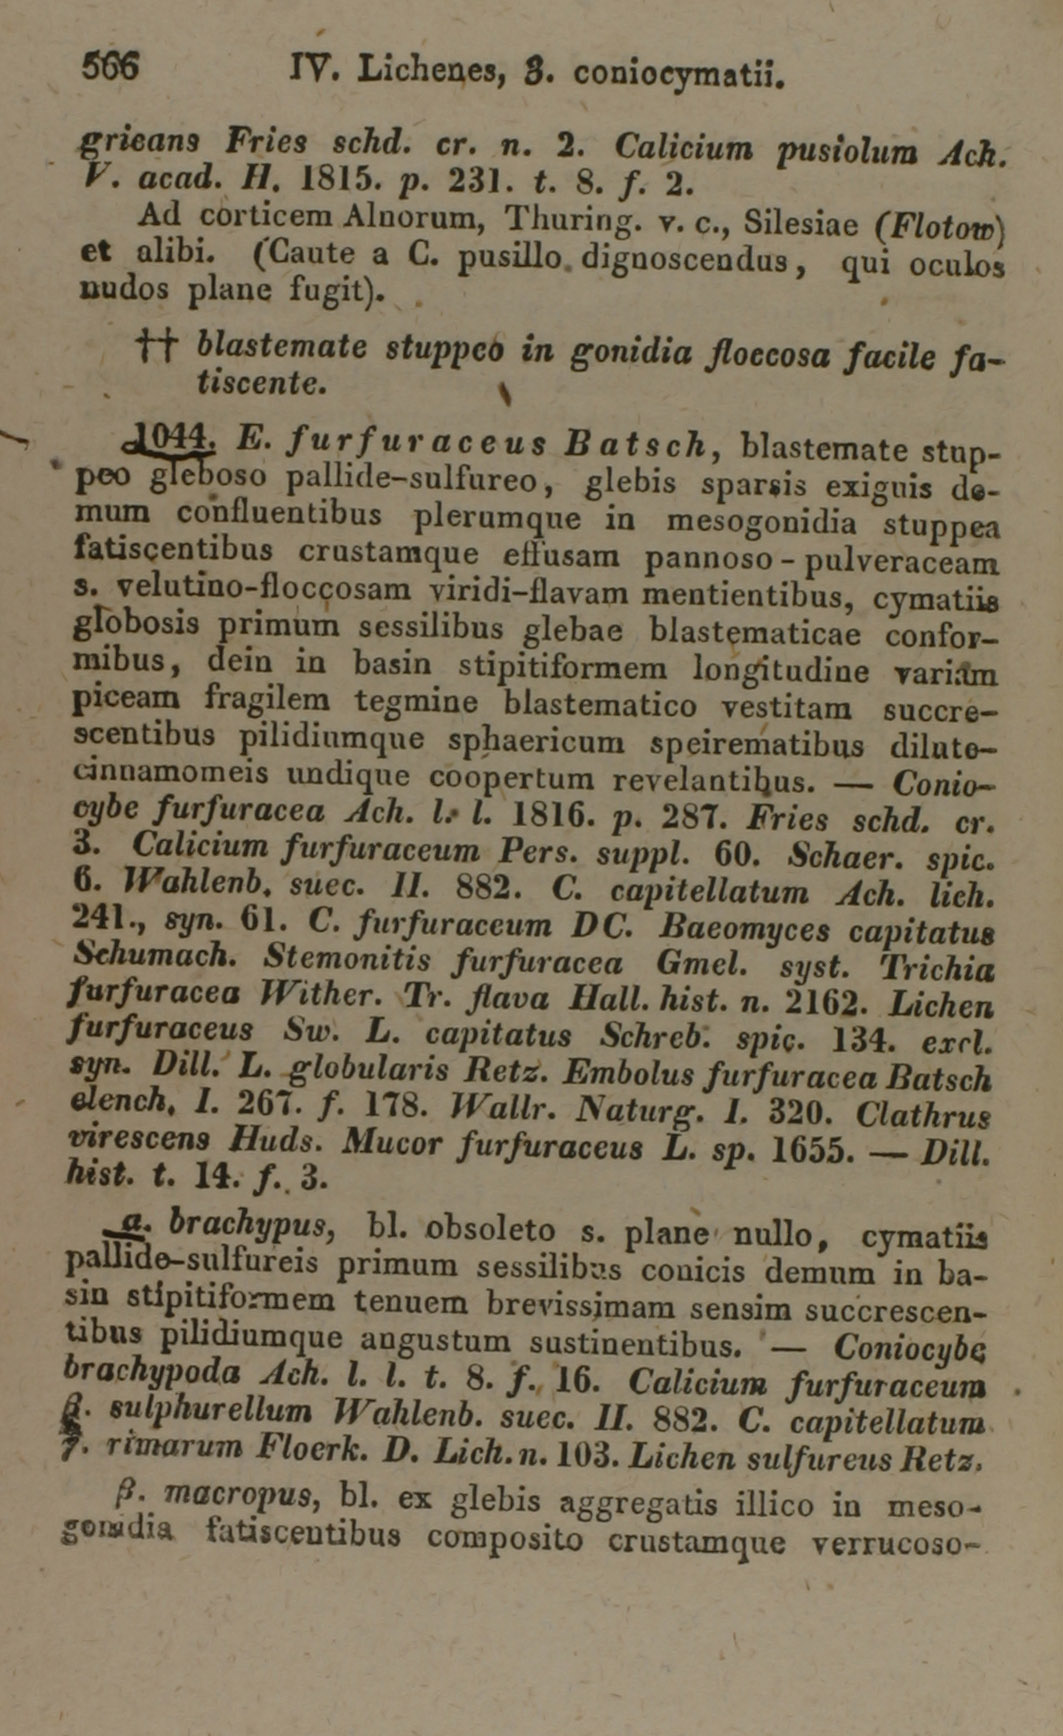 566 IV. Lichenes, 3. coniocymatii.
gricans Fries schd. cr. n. 2. Calicium pusiolum Ach.
V. acad. H. 1815. p. 231. t. 8. f. 2.
Ad corticem Alnorum, Thuring. v. c., Silesiae (Flotow)
et alibi. (Caute a C. pusillo dignoscendus, qui oculos
nudos plane fugit).
†† blastemate stuppeo in gonidia floccosa facile fa-
tiscente.
1044. E. furfuraceus Batsch, blastemate stup-
peo gleboso pallide-sulfureo, glebis sparsis exiguis de-
mum confluentibus plerumque in mesogonidia stuppea
fatiscentibus crustamque effusam pannoso-pulveraceam
s. velutino-floccosam viridi-flavam mentientibus, cymatiis
globosis primum sessilibus glebae blastematicae confor-
mibus, dein in basin stipitiformem longitudine variam
piceam fragilem tegmine blastematico vestitam succre-
scentibus pilidiumque sphaericum speirematibus dilute-
cinnamomeis undique coopertum revelantibus. — Conio-
cybe furfuracea Ach. l. l. 1816. p. 287. Fries schd. cr.
3. Calicium furfuraceum Pers. suppl. 60. Schaer. spic.
6. Wahlenb. suec. II. 882. C. capitellatum Ach. lich.
241., syn. 61. C. furfuraceum DC. Baeomyces capitatus
Schumach. Stemonitis furfuracea Gmel. syst. Trichia
furfuracea Wither. Tr. flava Hall. hist. n. 2162. Lichen
furfuraceus Sw. L. capitatus Schreb. spic. 134. excl.
syn. Dill. L. globularis Retz. Embolus furfuracea Batsch
elench. I. 267. f. 178. Wallr. Naturg. I. 320. Clathrus
virescens Huds. Mucor furfuraceus L. sp. 1655. — Dill.
hist. t. 14. f. 3.
α. brachypus, bl. obsoleto s. plane nullo, cymatiis
pallide-sulfureis primum sessilibus conicis demum in ba-
sin stipitiformem tenuem brevissimam sensim succrescen-
tibus pilidiumque angustum sustinentibus. — Coniocybe
brachypoda Ach. l. l. t. 8. f. 16. Calicium furfuraceum
β. sulphurellum Wahlenb. suec. II. 882. C. capitellatum
γ. rimarum Floerk. D. Lich. n. 103. Lichen sulfureus Retz.
β. macropus, bl. ex glebis aggregatis illico in meso-
gonidia fatiscentibus composito crustamque verrucoso-